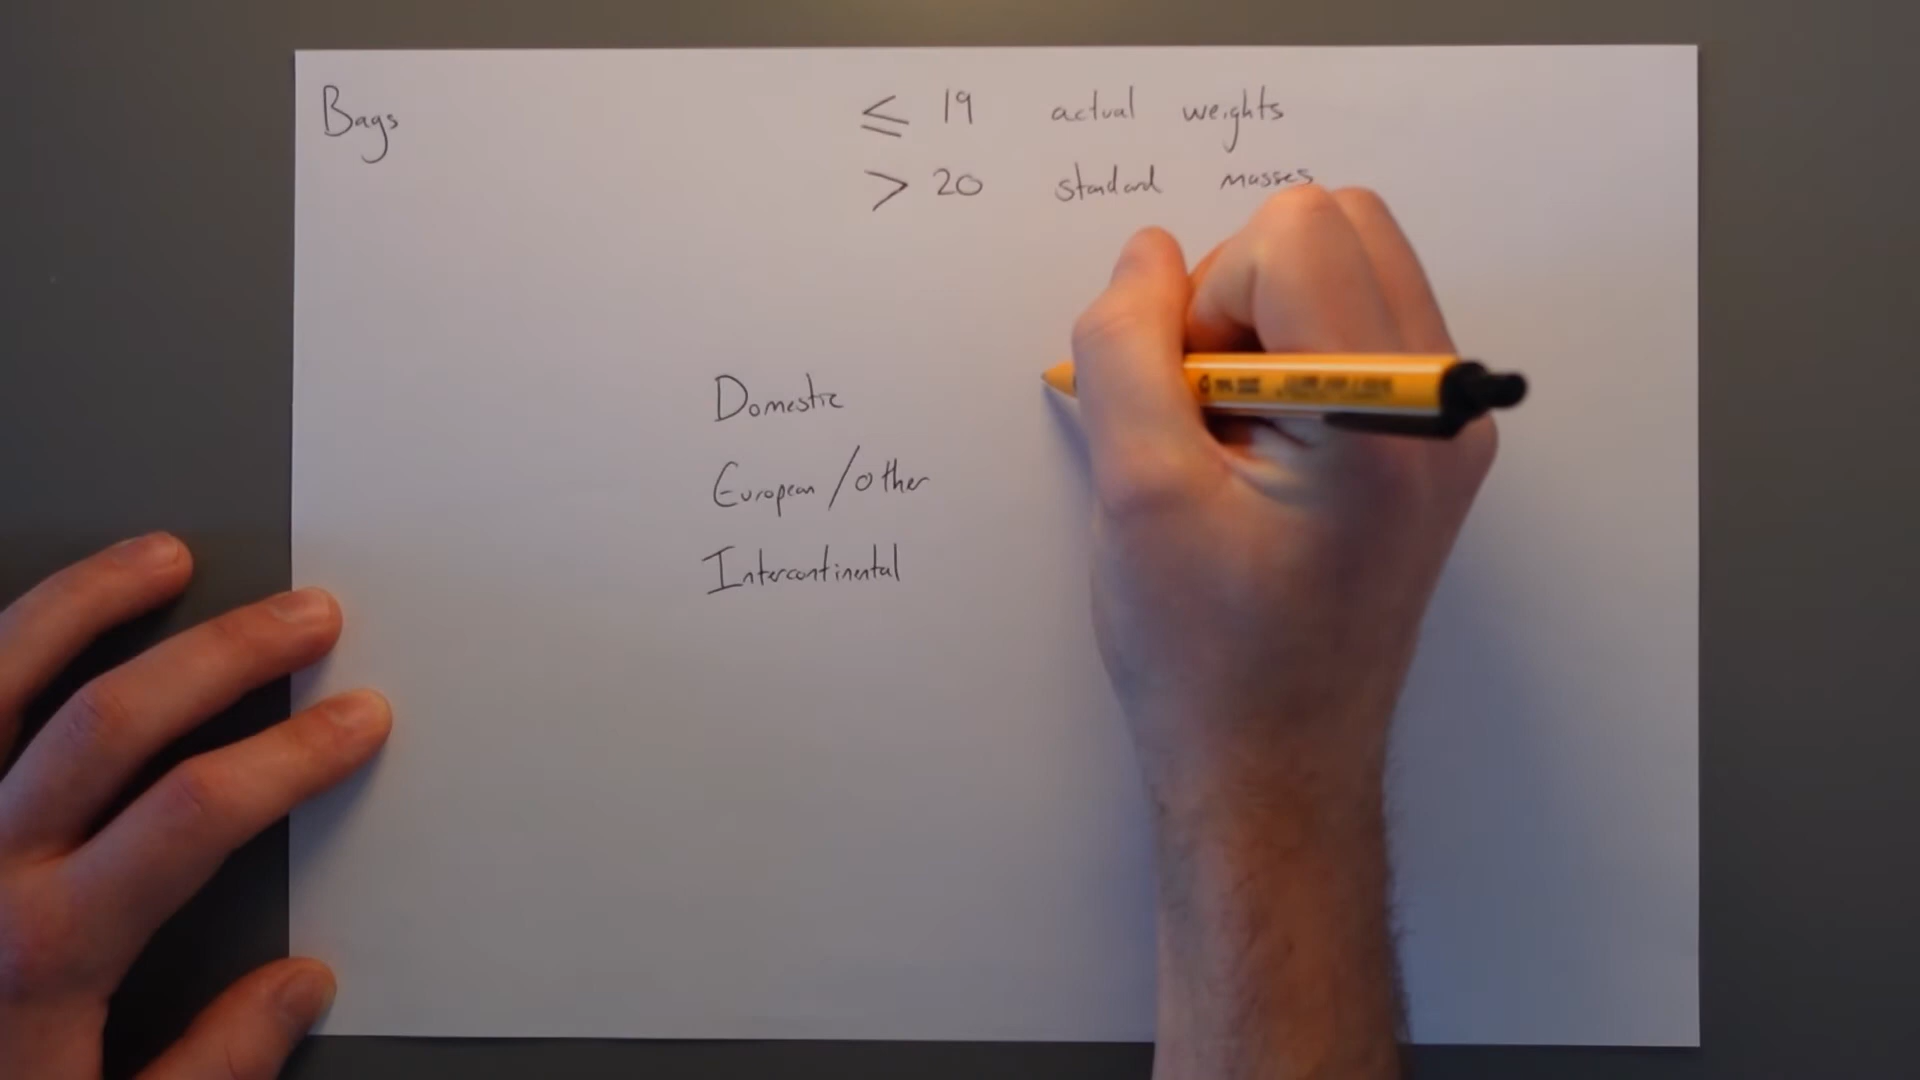 Bags
≤ 19 actual weights
> 20 standard masses
Domestic
European/other
Intercontinental